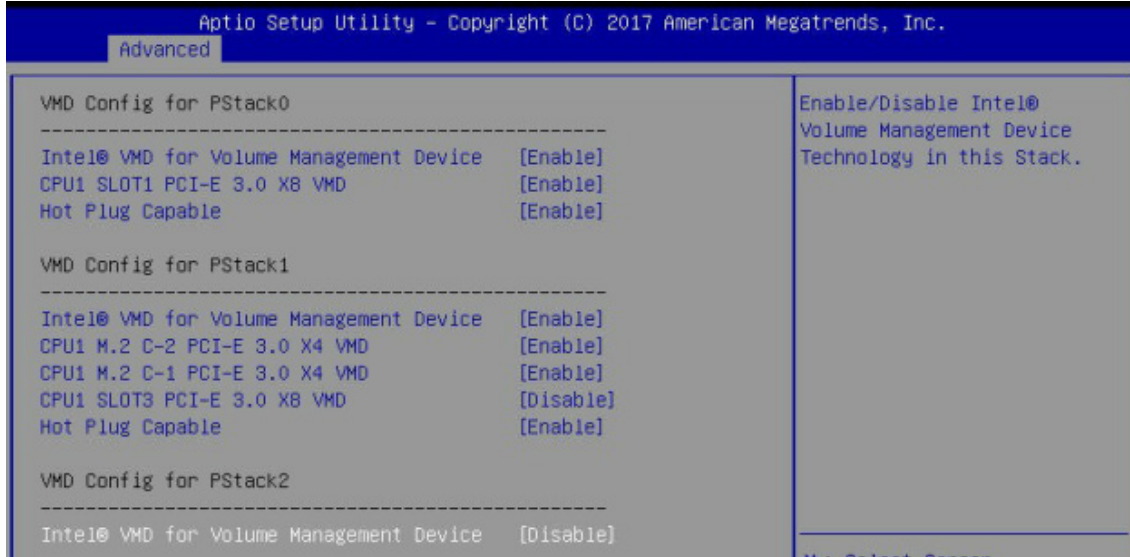 Aptio Setup Utility – Copyright (C) 2017 American Megatrends, Inc.
Advanced
VMD Config for PStack0
--------------------------------------------------
Intel® VMD for Volume Management Device [Enable]
CPU1 SLOT1 PCI-E 3.0 X8 VMD [Enable]
Hot Plug Capable [Enable]
VMD Config for PStack1
--------------------------------------------------
Intel® VMD for Volume Management Device [Enable]
CPU1 M.2 C-2 PCI-E 3.0 X4 VMD [Enable]
CPU1 M.2 C-1 PCI-E 3.0 X4 VMD [Enable]
CPU1 SLOT3 PCI-E 3.0 X8 VMD [Disable]
Hot Plug Capable [Enable]
VMD Config for PStack2
--------------------------------------------------
Intel® VMD for Volume Management Device [Disable]
Enable/Disable Intel®
Volume Management Device
Technology in this Stack.